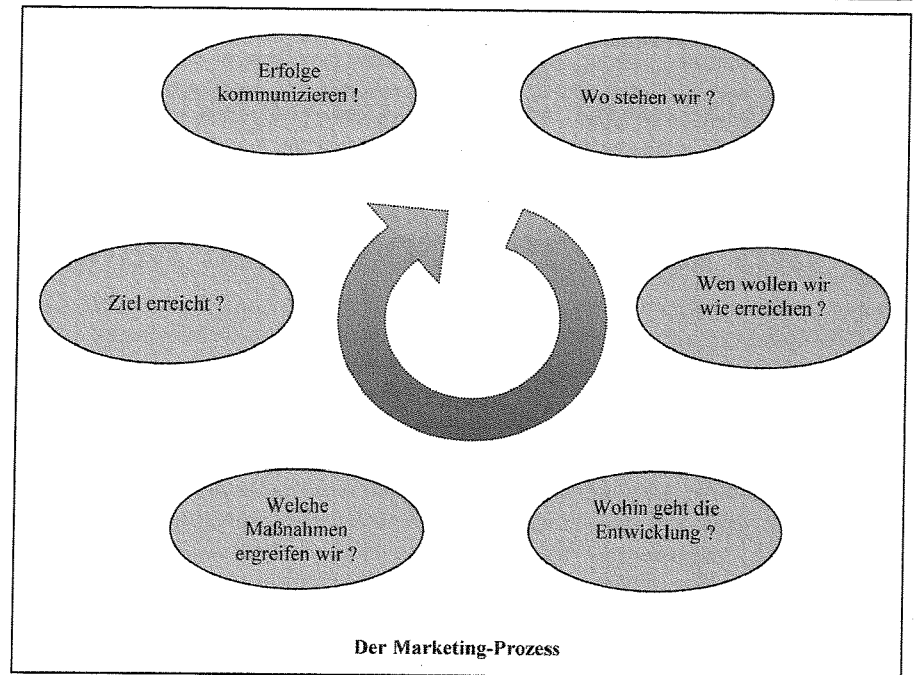 Erfolge
kommunizieren !
Wo stehen wir ?
Wen wollen wir
wie erreichen ?
Wohin geht die
Entwicklung ?
Welche
Maßnahmen
ergreifen wir ?
Ziel erreicht ?
Der Marketing-Prozess